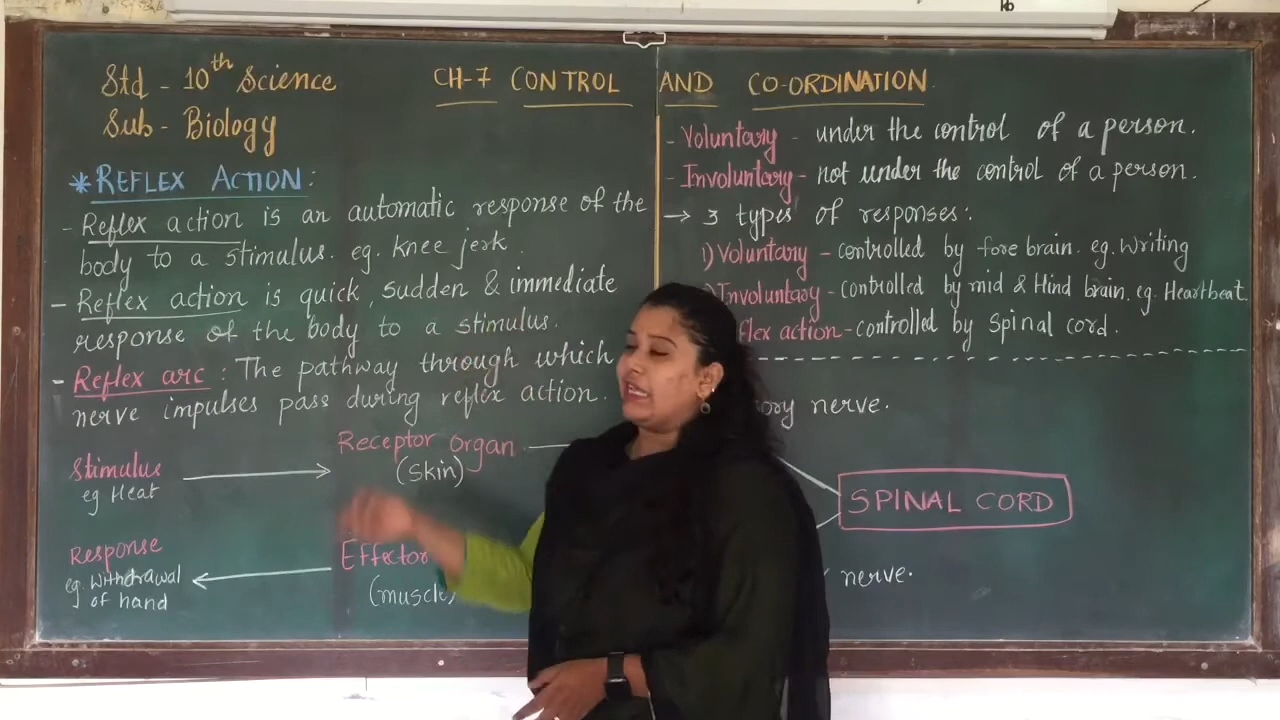 Std - 10th Science
Sub - Biology
CH-7 CONTROL AND CO-ORDINATION
* REFLEX ACTION:
- Reflex action is an automatic response of the
body to a stimulus. eg. knee jerk.
- Reflex action is quick, sudden & immediate
response of the body to a stimulus.
- Reflex arc : The pathway through which
nerve impulses pass during reflex action.
Stimulus
eg Heat
Receptor organ
(Skin)
Response
eg. withdrawal
of hand
Effector
(muscle)
- Voluntary - under the control of a person.
- Involuntary - not under the control of a person.
→ 3 types of responses:
1) Voluntary - controlled by fore brain. eg. Writing
Involuntary - controlled by mid & Hind brain. eg. Heartbeat.
action - controlled by Spinal cord.
nerve.
SPINAL CORD
nerve.